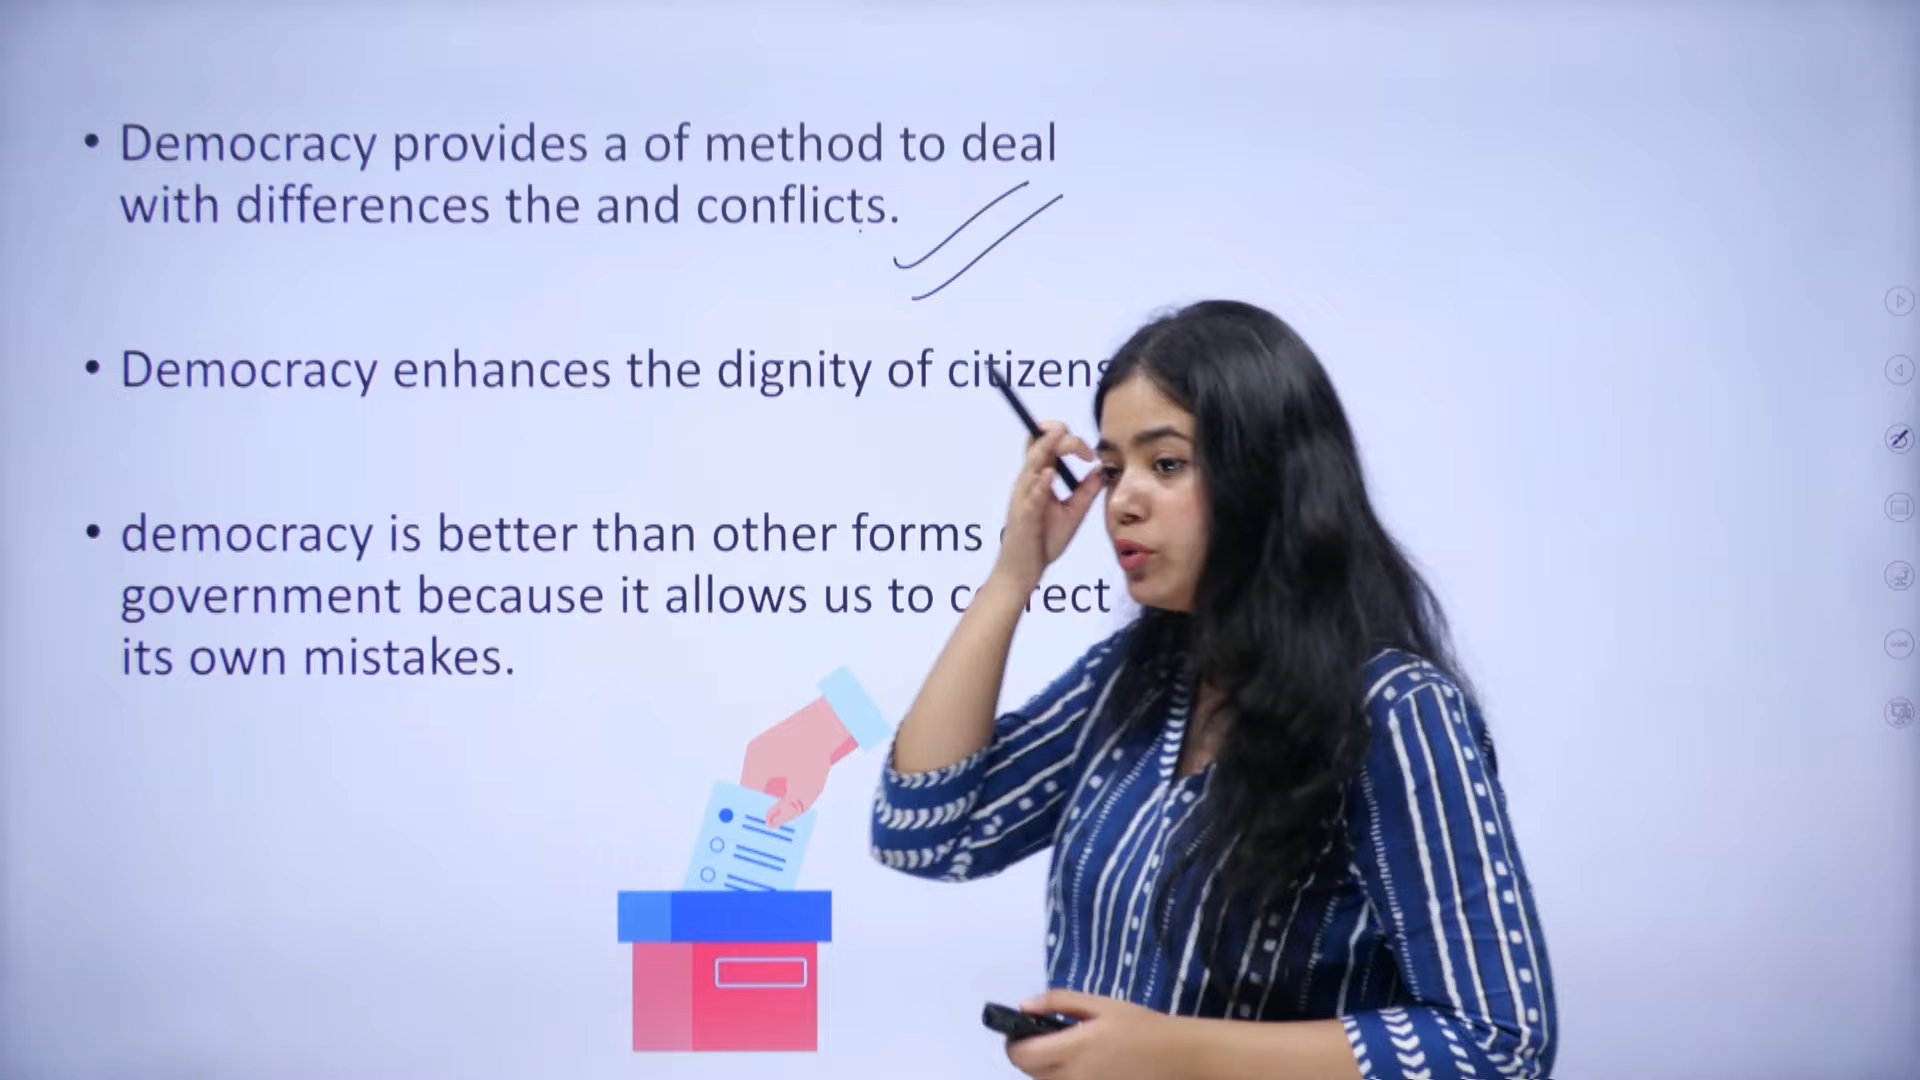 • Democracy provides a of method to deal
with differences the and conflicts.
• Democracy enhances the dignity of citizens
• democracy is better than other forms
government because it allows us to
its own mistakes.